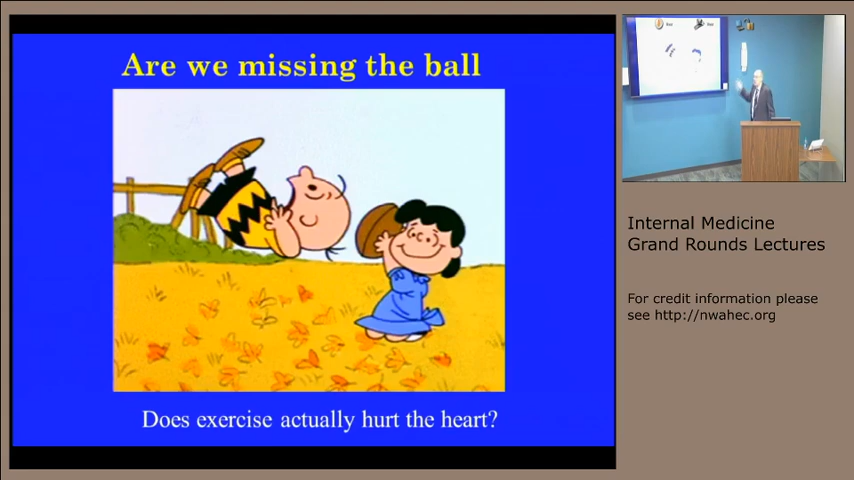 Are we missing the ball
Does exercise actually hurt the heart?
Internal Medicine
Grand Rounds Lectures
For credit information please
see http://nwahec.org